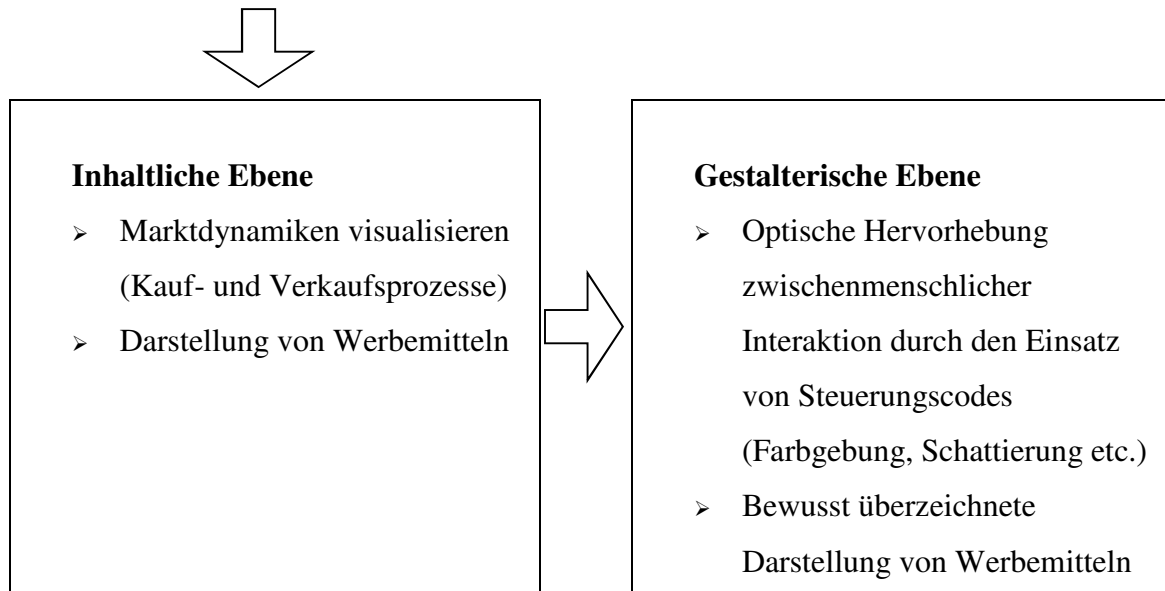 Inhaltliche Ebene
➢ Marktdynamiken visualisieren
(Kauf- und Verkaufsprozesse)
➢ Darstellung von Werbemitteln
Gestalterische Ebene
➢ Optische Hervorhebung
zwischenmenschlicher
Interaktion durch den Einsatz
von Steuerungscodes
(Farbgebung, Schattierung etc.)
➢ Bewusst überzeichnete
Darstellung von Werbemitteln